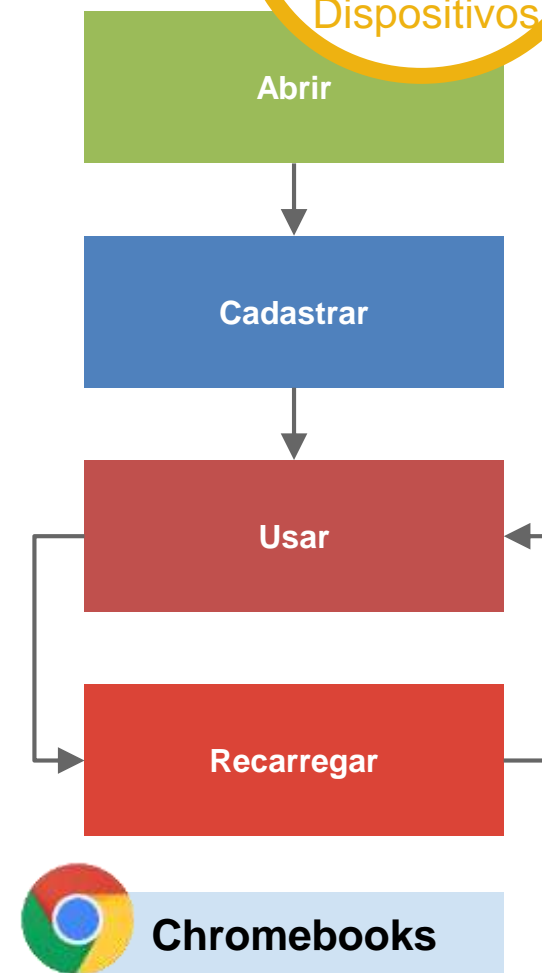 Dispositivos
Abrir
Cadastrar
Usar
Recarregar
Chromebooks